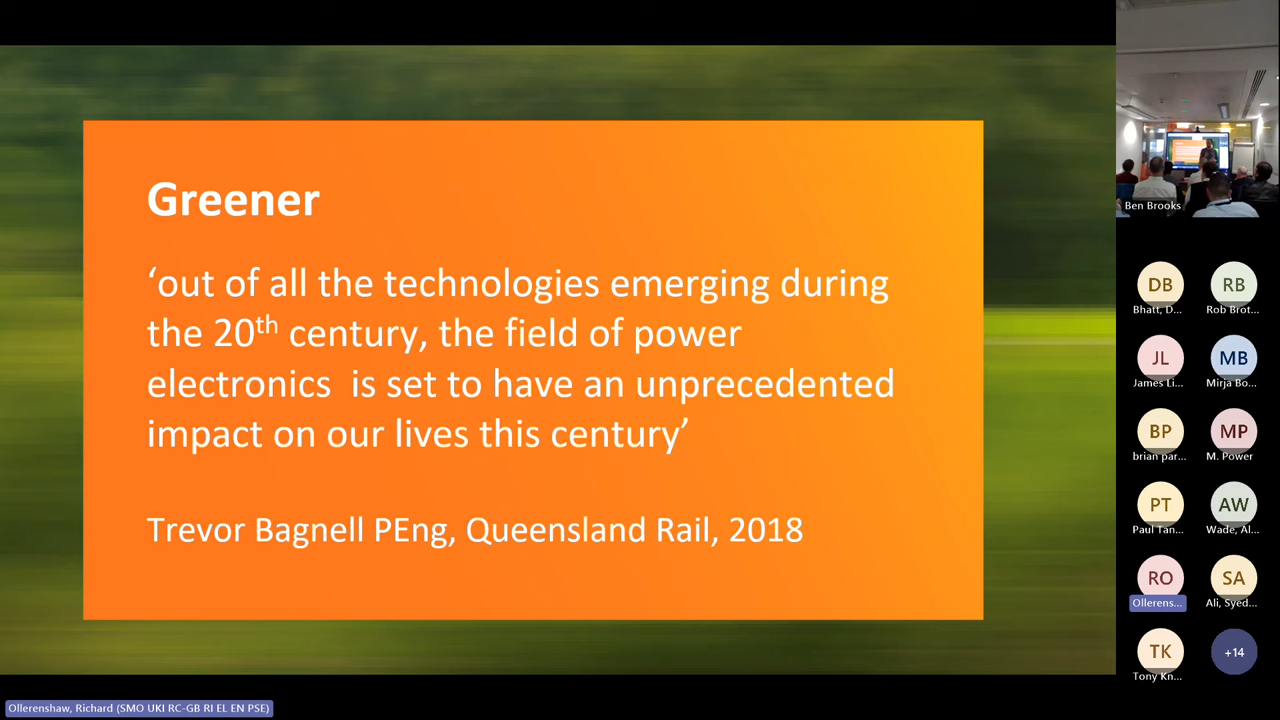 Greener
‘out of all the technologies emerging during
the 20th century, the field of power
electronics  is set to have an unprecedented
impact on our lives this century’
Trevor Bagnell PEng, Queensland Rail, 2018
Ben Brooks
DB
Bhatt, D...
RB
Rob Brot...
JL
James Li...
MB
Mirja Bo...
BP
brian par...
MP
M. Power
PT
Paul Tan...
AW
Wade, Al...
RO
Ollerens...
SA
Ali, Syed...
TK
Tony Kn...
+14
Ollerenshaw, Richard (SMO UKI RC-GB RI EL EN PSE)